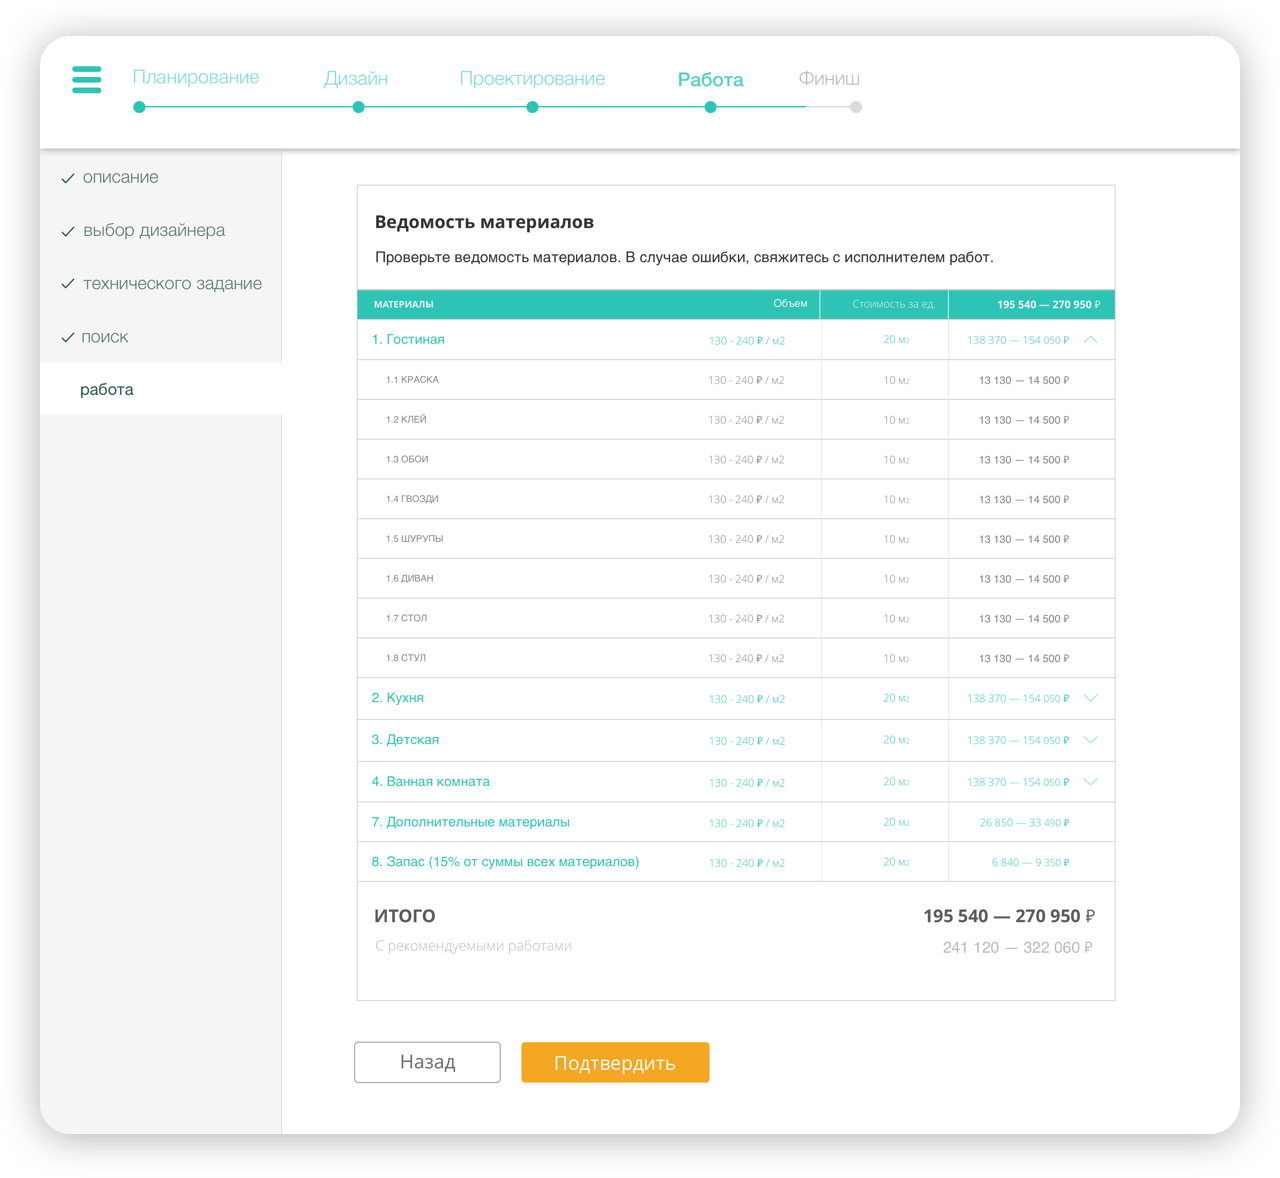 Планирование Дизайн Проектирование Работа Финиш
описание
выбор дизайнера
технического задание
поиск
работа
Ведомость материалов
Проверьте ведомость материалов. В случае ошибки, свяжитесь с исполнителем работ.
МАТЕРИАЛЫ Объем Стоимость за ед. 195 540 — 270 950 ₽
1. Гостиная 130 - 240 ₽ / м2 20 м2 138 370 — 154 050 ₽
1.1 КРАСКА 130 - 240 ₽ / м2 10 м2 13 130 — 14 500 ₽
1.2 КЛЕЙ 130 - 240 ₽ / м2 10 м2 13 130 — 14 500 ₽
1.3 ОБОИ 130 - 240 ₽ / м2 10 м2 13 130 — 14 500 ₽
1.4 ГВОЗДИ 130 - 240 ₽ / м2 10 м2 13 130 — 14 500 ₽
1.5 ШУРУПЫ 130 - 240 ₽ / м2 10 м2 13 130 — 14 500 ₽
1.6 ДИВАН 130 - 240 ₽ / м2 10 м2 13 130 — 14 500 ₽
1.7 СТОЛ 130 - 240 ₽ / м2 10 м2 13 130 — 14 500 ₽
1.8 СТУЛ 130 - 240 ₽ / м2 10 м2 13 130 — 14 500 ₽
2. Кухня 130 - 240 ₽ / м2 20 м2 138 370 — 154 050 ₽
3. Детская 130 - 240 ₽ / м2 20 м2 138 370 — 154 050 ₽
4. Ванная комната 130 - 240 ₽ / м2 20 м2 138 370 — 154 050 ₽
7. Дополнительные материалы 130 - 240 ₽ / м2 20 м2 26 850 — 33 490 ₽
8. Запас (15% от суммы всех материалов) 130 - 240 ₽ / м2 20 м2 6 840 — 9 350 ₽
ИТОГО 195 540 — 270 950 ₽
С рекомендуемыми работами 241 120 — 322 060 ₽
Назад Подтвердить